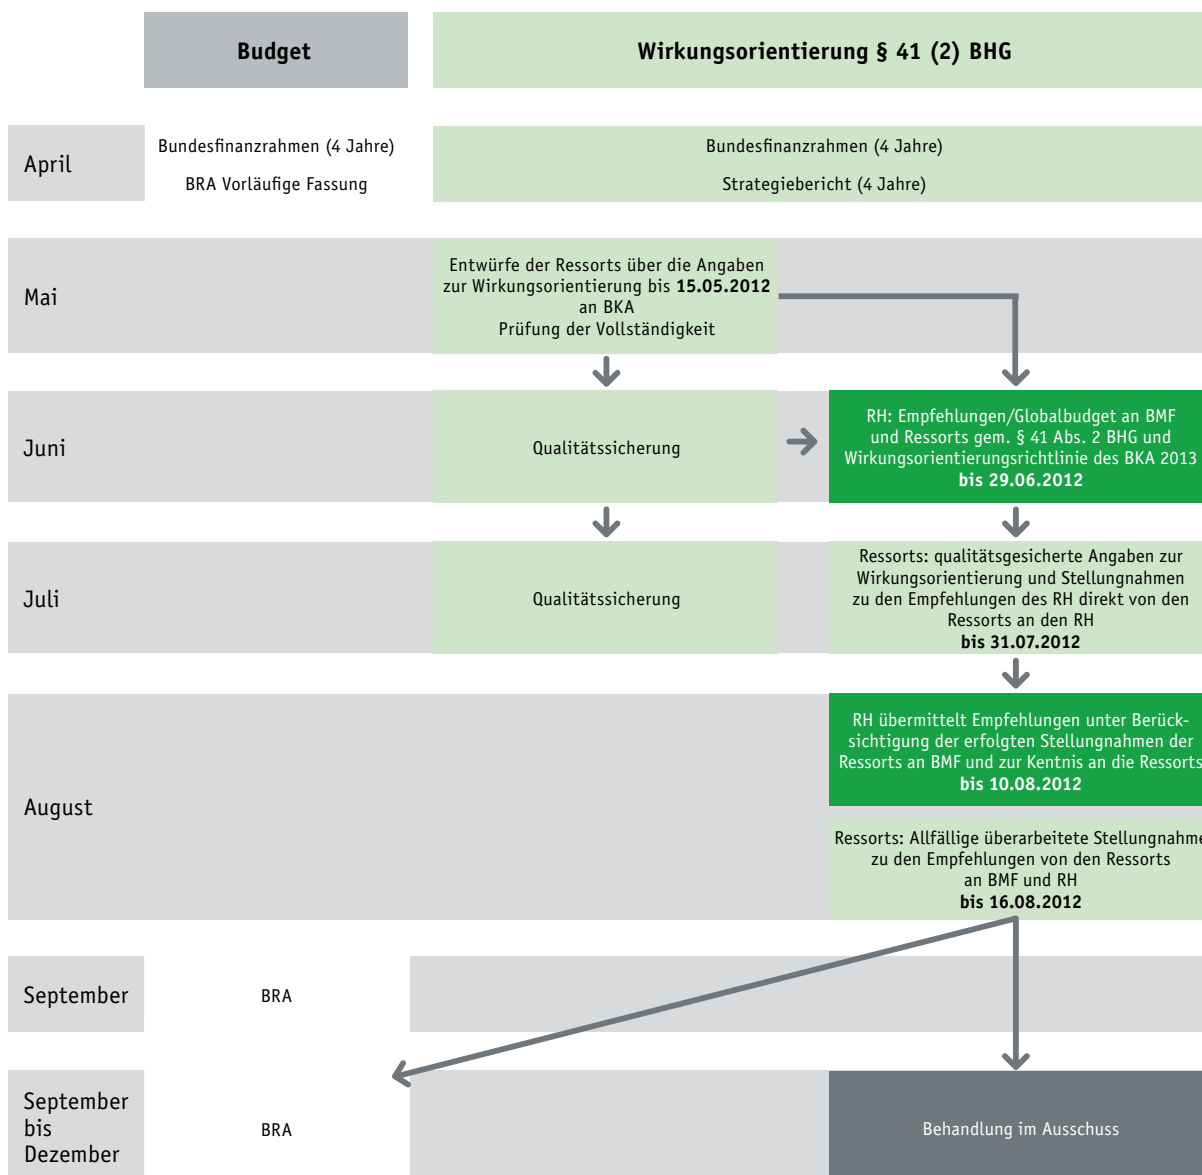 Budget
Wirkungsorientierung § 41 (2) BHG
April
Bundesfinanzrahmen (4 Jahre)
BRA Vorläufige Fassung
Bundesfinanzrahmen (4 Jahre)
Strategiebericht (4 Jahre)
Mai
Entwürfe der Ressorts über die Angaben
zur Wirkungsorientierung bis 15.05.2012
an BKA
Prüfung der Vollständigkeit
Juni
Qualitätssicherung
RH: Empfehlungen/Globalbudget an BMF
und Ressorts gem. § 41 Abs. 2 BHG und
Wirkungsorientierungsrichtlinie des BKA 2013
bis 29.06.2012
Juli
Qualitätssicherung
Ressorts: qualitätsgesicherte Angaben zur
Wirkungsorientierung und Stellungnahmen
zu den Empfehlungen des RH direkt von den
Ressorts an den RH
bis 31.07.2012
August
RH übermittelt Empfehlungen unter Berück-
sichtigung der erfolgten Stellungnahmen der
Ressorts an BMF und zur Kentnis an die Ressorts
bis 10.08.2012
Ressorts: Allfällige überarbeitete Stellungnahme
zu den Empfehlungen von den Ressorts
an BMF und RH
bis 16.08.2012
September
BRA
September
bis
Dezember
BRA
Behandlung im Ausschuss